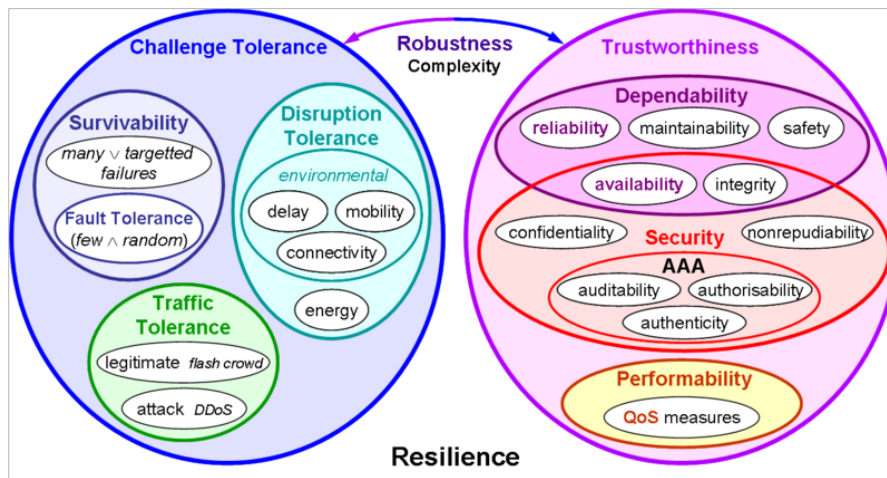 Challenge Tolerance
Robustness
Complexity
Trustworthiness
Survivability
many ∨ targetted
failures
Fault Tolerance
(few ∧ random)
Disruption
Tolerance
environmental
delay
mobility
connectivity
energy
Traffic
Tolerance
legitimate flash crowd
attack DDoS
Dependability
reliability
maintainability
safety
availability
integrity
confidentiality
Security
nonrepudiability
AAA
auditability
authorisability
authenticity
Performability
QoS measures
Resilience